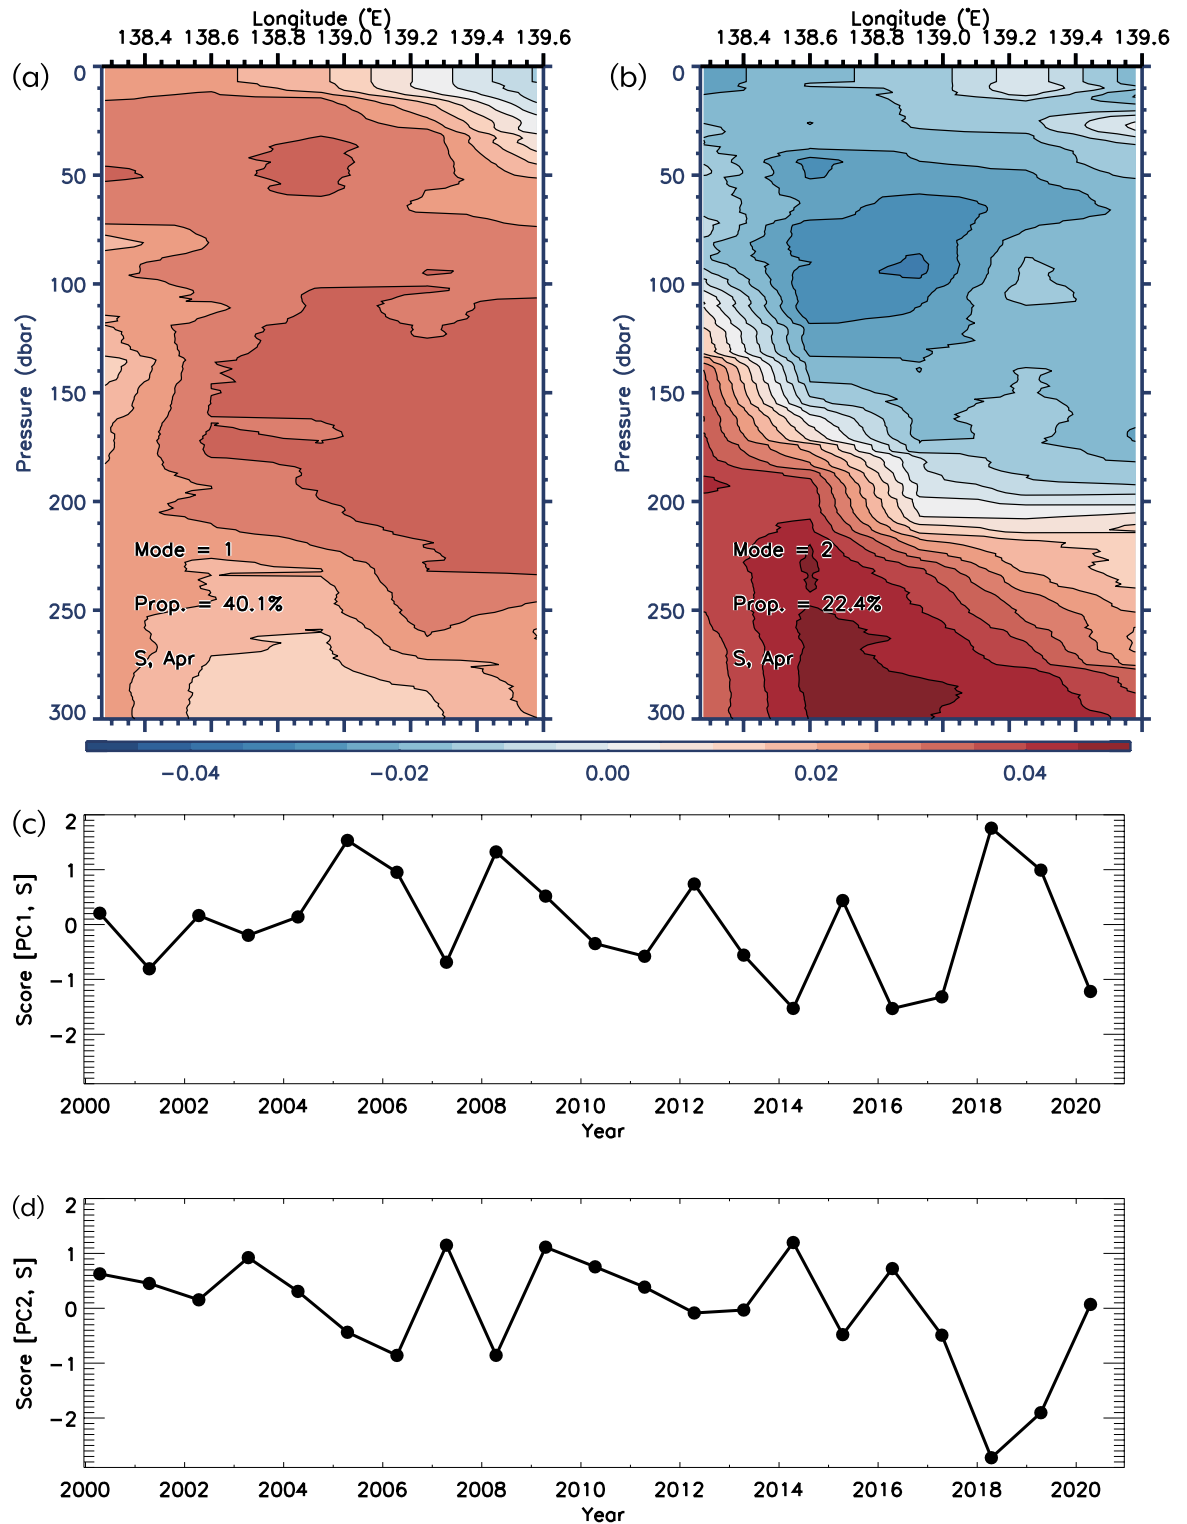 Longitude (°E)
138.4 138.6 138.8 139.0 139.2 139.4 139.6
(a)
0
50
100
150
200
250
300
Pressure (dbar)
Mode = 1
Prop. = 40.1%
S, Apr
Longitude (°E)
138.4 138.6 138.8 139.0 139.2 139.4 139.6
(b)
0
50
100
150
200
250
300
Pressure (dbar)
Mode = 2
Prop. = 22.4%
S, Apr
−0.04 −0.02 0.00 0.02 0.04
(c)
2
1
0
−1
−2
Score [PC1, S]
2000 2002 2004 2006 2008 2010 2012 2014 2016 2018 2020
Year
(d)
2
1
0
−1
−2
Score [PC2, S]
2000 2002 2004 2006 2008 2010 2012 2014 2016 2018 2020
Year